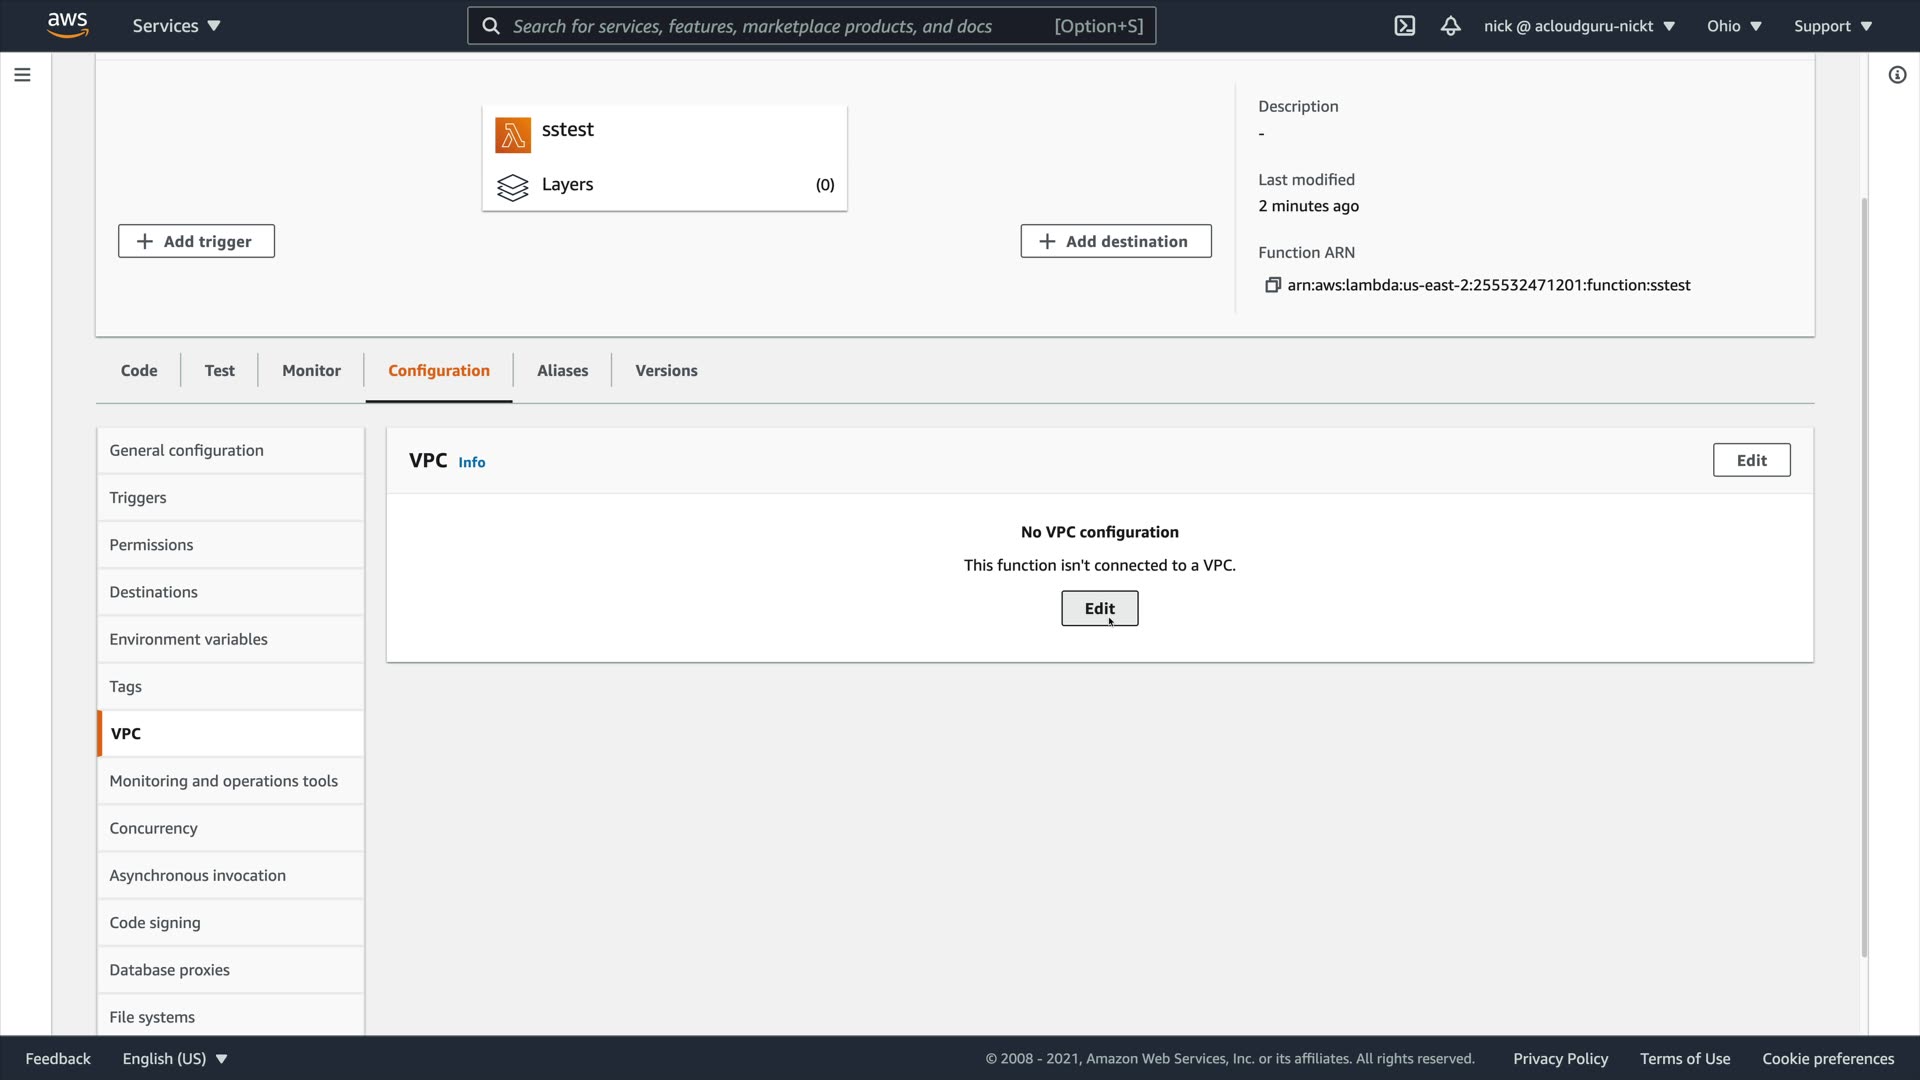 aws
Services
Search for services, features, marketplace products, and docs [Option+S]
nick @ acloudguru-nickt
Ohio
Support
sstest
Layers (0)
Add trigger
Add destination
Description
-
Last modified
2 minutes ago
Function ARN
arn:aws:lambda:us-east-2:255532471201:function:sstest
Code
Test
Monitor
Configuration
Aliases
Versions
General configuration
Triggers
Permissions
Destinations
Environment variables
Tags
VPC
Monitoring and operations tools
Concurrency
Asynchronous invocation
Code signing
Database proxies
File systems
VPC Info
Edit
No VPC configuration
This function isn't connected to a VPC.
Edit
Feedback
English (US)
© 2008 - 2021, Amazon Web Services, Inc. or its affiliates. All rights reserved.
Privacy Policy
Terms of Use
Cookie preferences